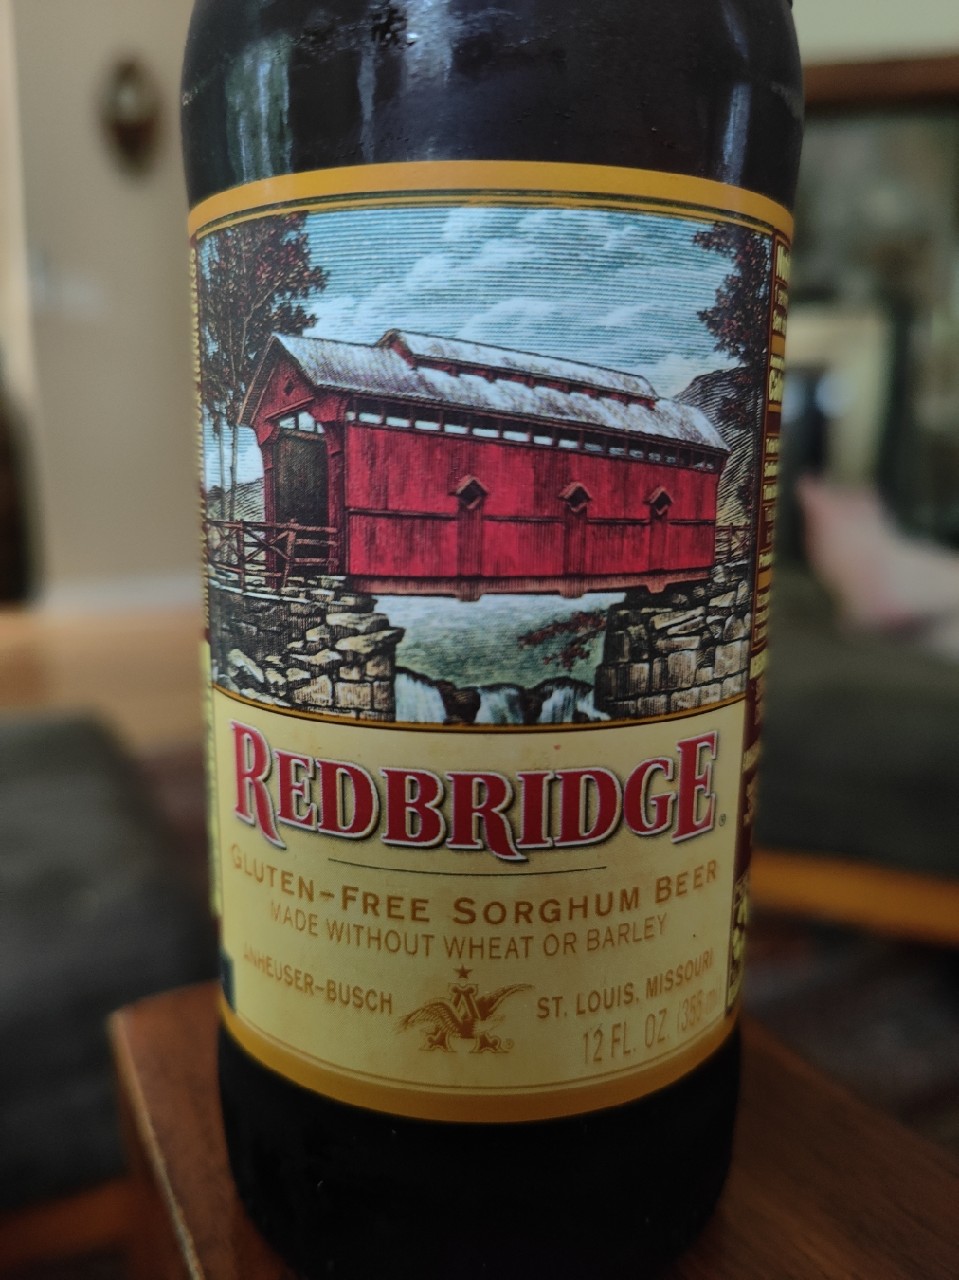 REDBRIDGE®
GLUTEN-FREE SORGHUM BEER
MADE WITHOUT WHEAT OR BARLEY
ANHEUSER-BUSCH
ST. LOUIS, MISSOURI
12 FL. OZ